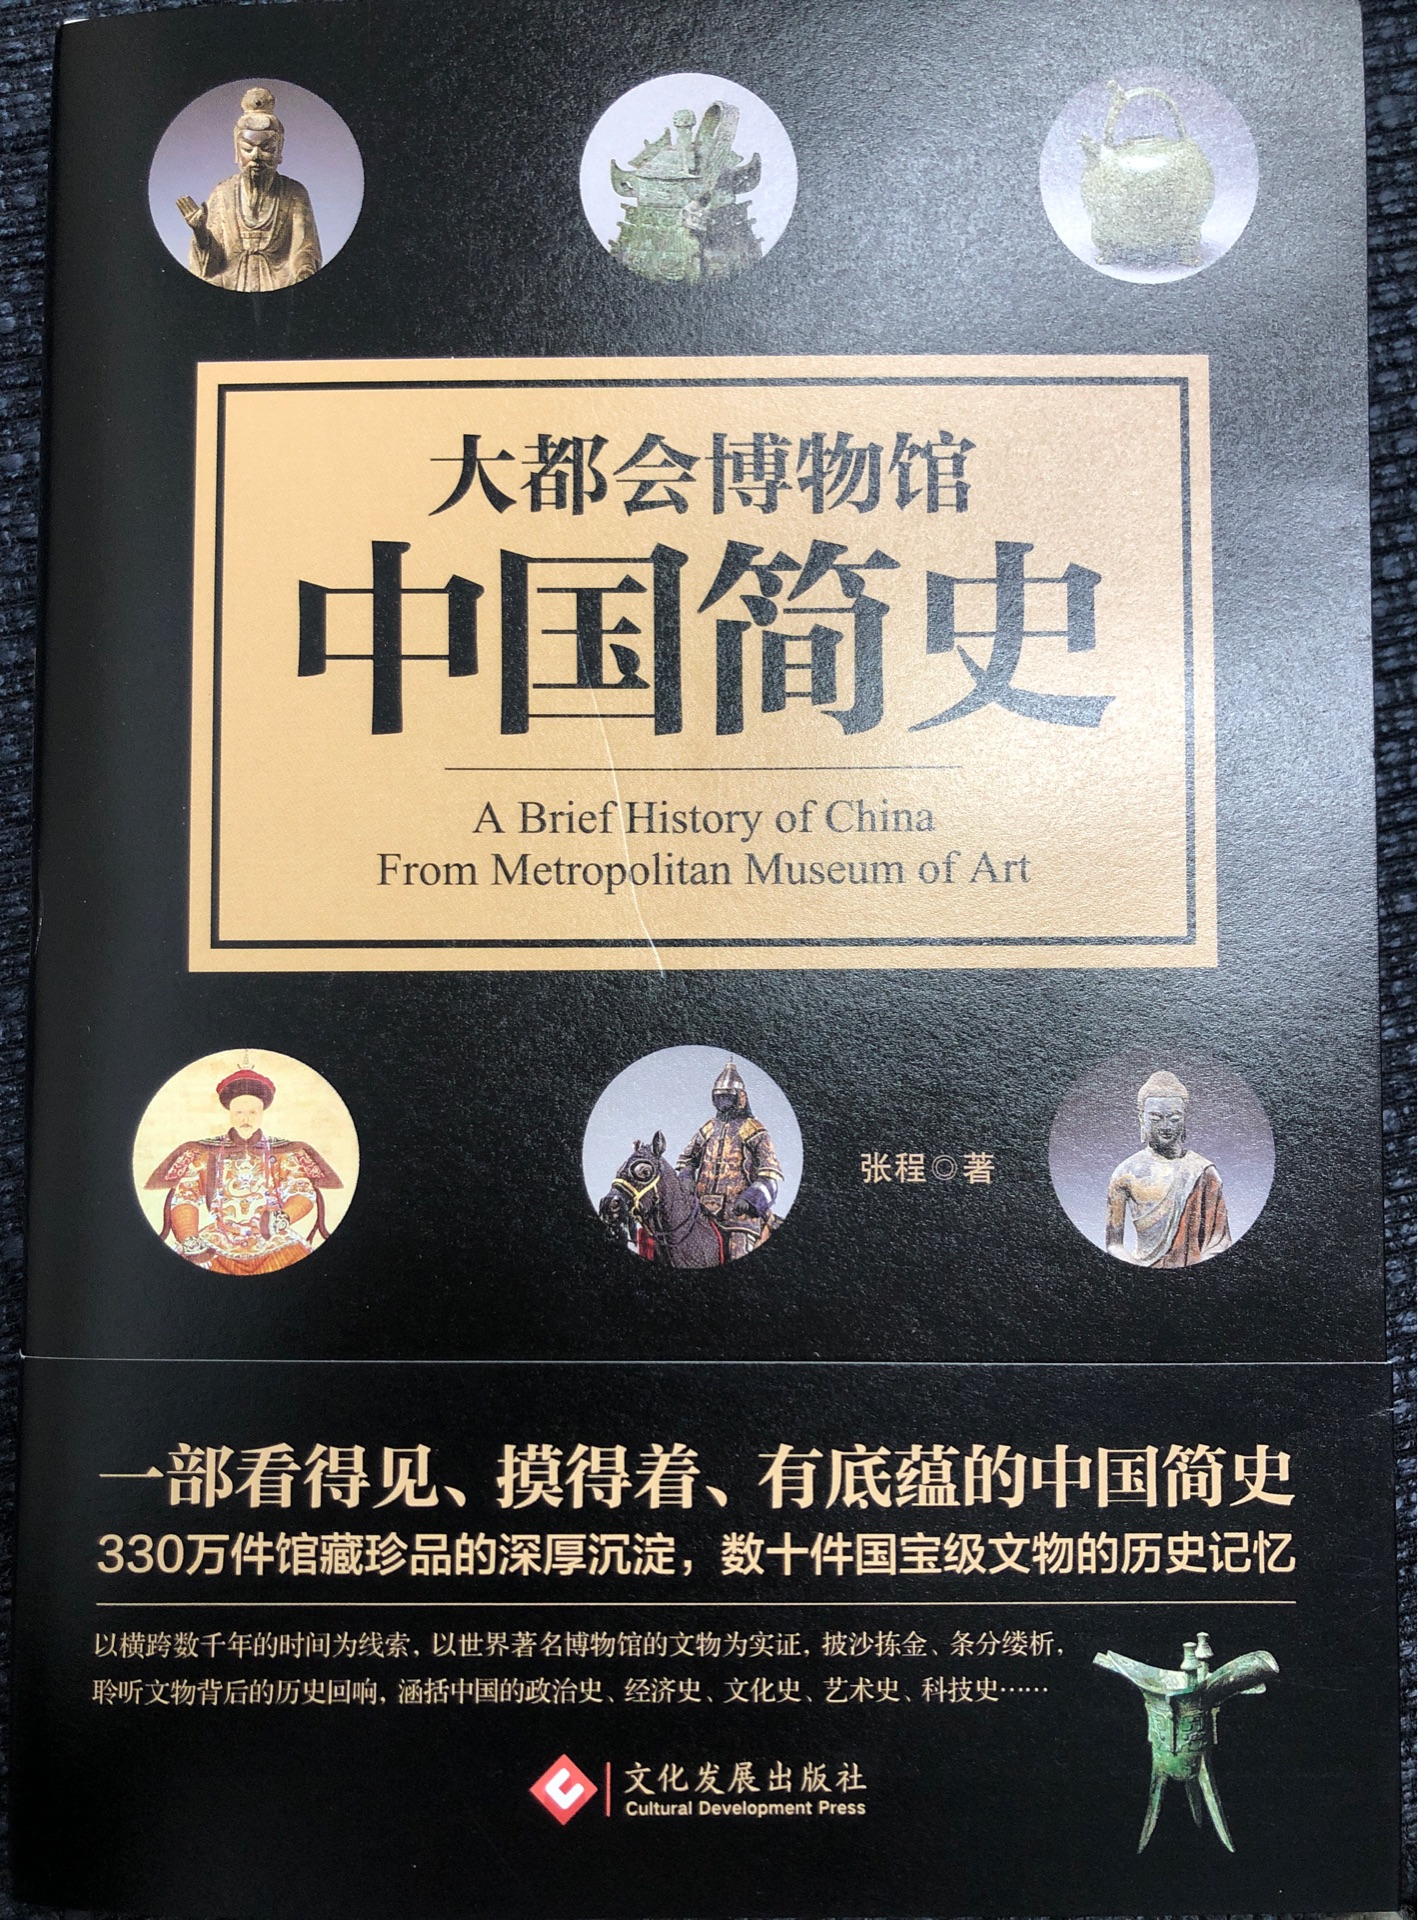 大都会博物馆
中国简史
A Brief History of China
From Metropolitan Museum of Art
张程◎著
一部看得见、摸得着、有底蕴的中国简史
330万件馆藏珍品的深厚沉淀，数十件国宝级文物的历史记忆
以横跨数千年的时间为线索，以世界著名博物馆的文物为实证，披沙拣金、条分缕析，
聆听文物背后的历史回响，涵括中国的政治史、经济史、文化史、艺术史、科技史……
文化发展出版社
Cultural Development Press